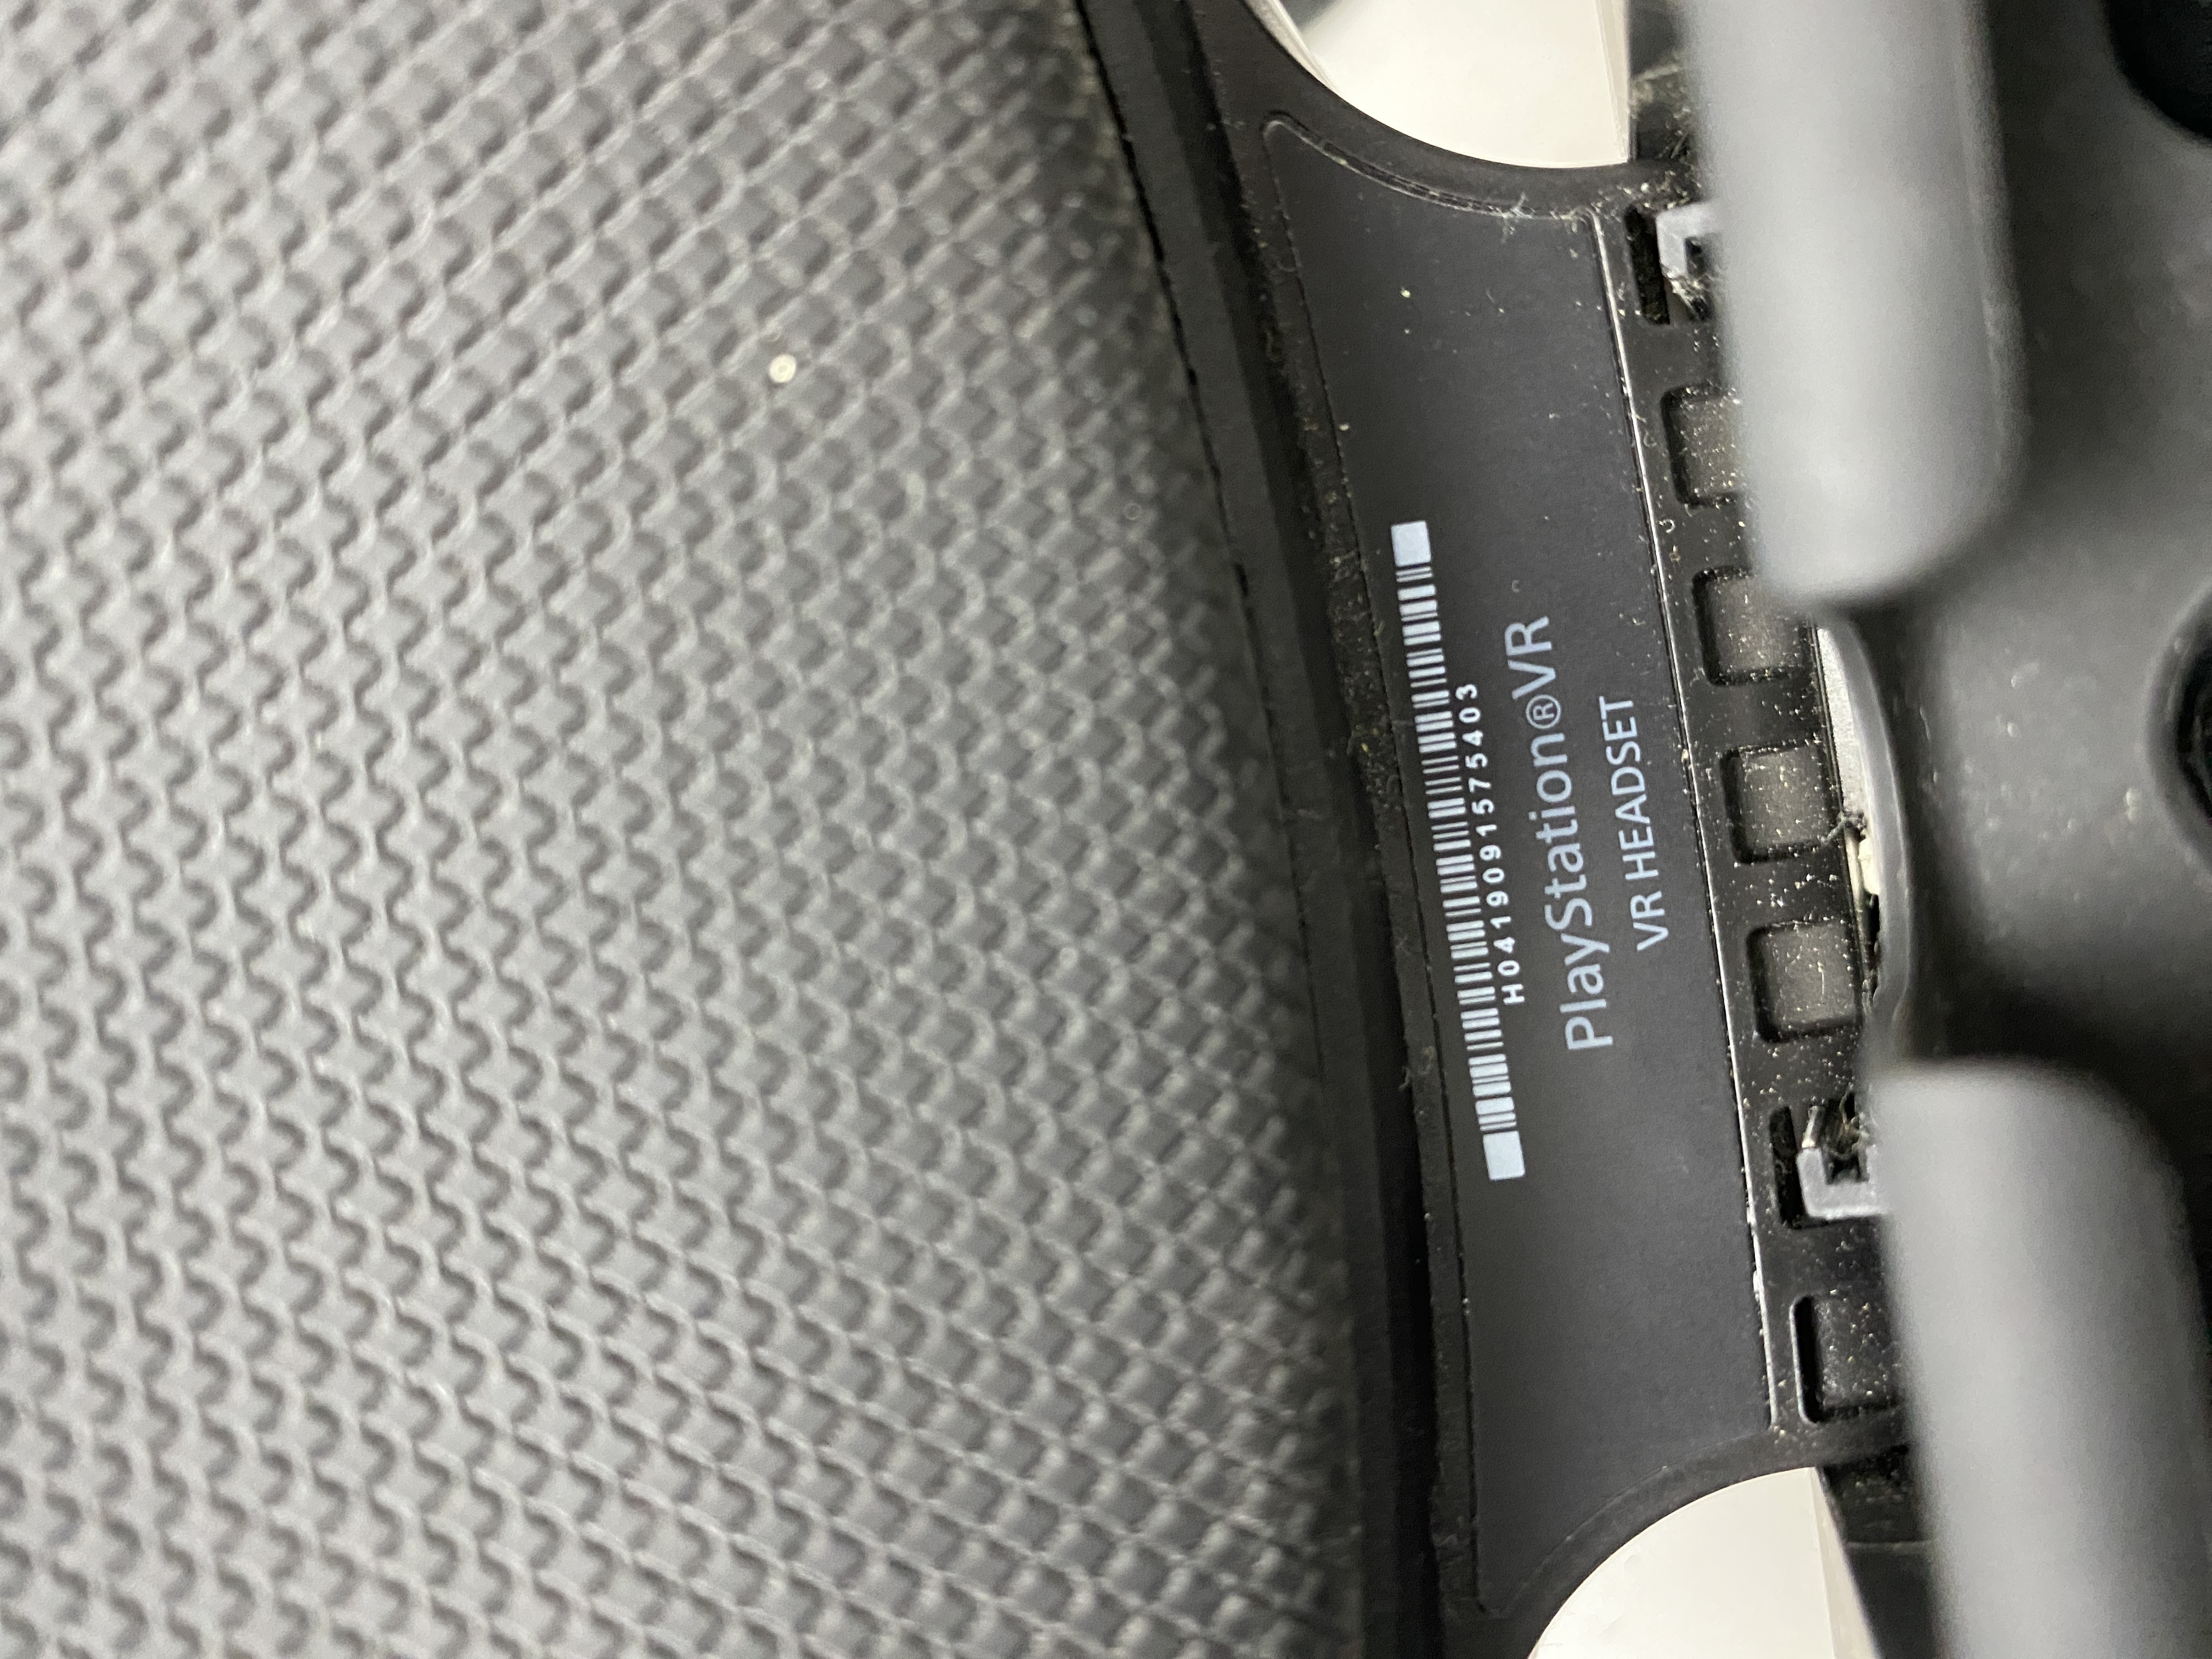 H0419091575403
PlayStation®VR
VR HEADSET